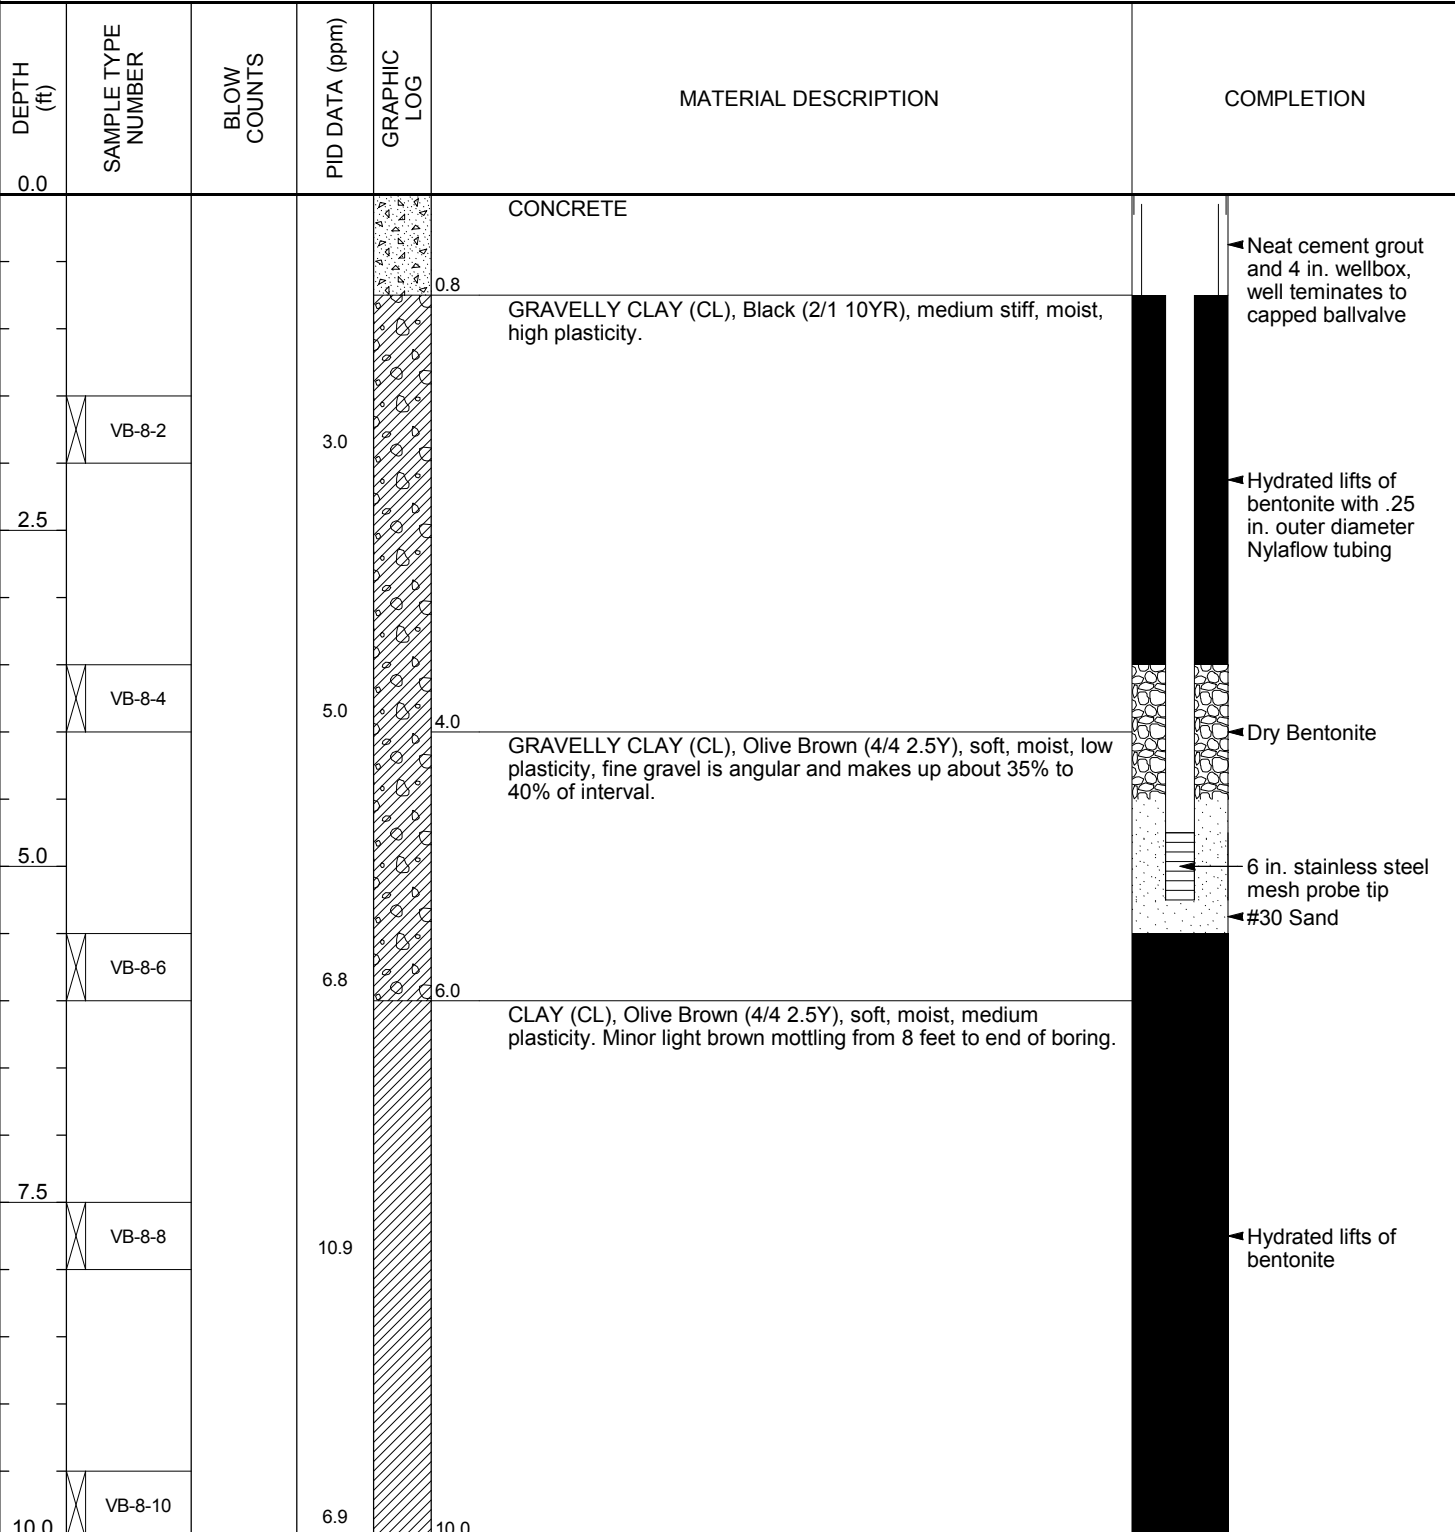 DEPTH
(ft)
SAMPLE TYPE
NUMBER
BLOW
COUNTS
PID DATA (ppm)
GRAPHIC
LOG
MATERIAL DESCRIPTION
COMPLETION
0.0
CONCRETE
Neat cement grout
and 4 in. wellbox,
well teminates to
capped ballvalve
0.8
GRAVELLY CLAY (CL), Black (2/1 10YR), medium stiff, moist,
high plasticity.
VB-8-2
3.0
Hydrated lifts of
bentonite with .25
in. outer diameter
Nylaflow tubing
2.5
VB-8-4
5.0
4.0
Dry Bentonite
GRAVELLY CLAY (CL), Olive Brown (4/4 2.5Y), soft, moist, low
plasticity, fine gravel is angular and makes up about 35% to
40% of interval.
5.0
6 in. stainless steel
mesh probe tip
#30 Sand
VB-8-6
6.8
6.0
CLAY (CL), Olive Brown (4/4 2.5Y), soft, moist, medium
plasticity. Minor light brown mottling from 8 feet to end of boring.
7.5
VB-8-8
10.9
Hydrated lifts of
bentonite
VB-8-10
6.9
10.0
10.0